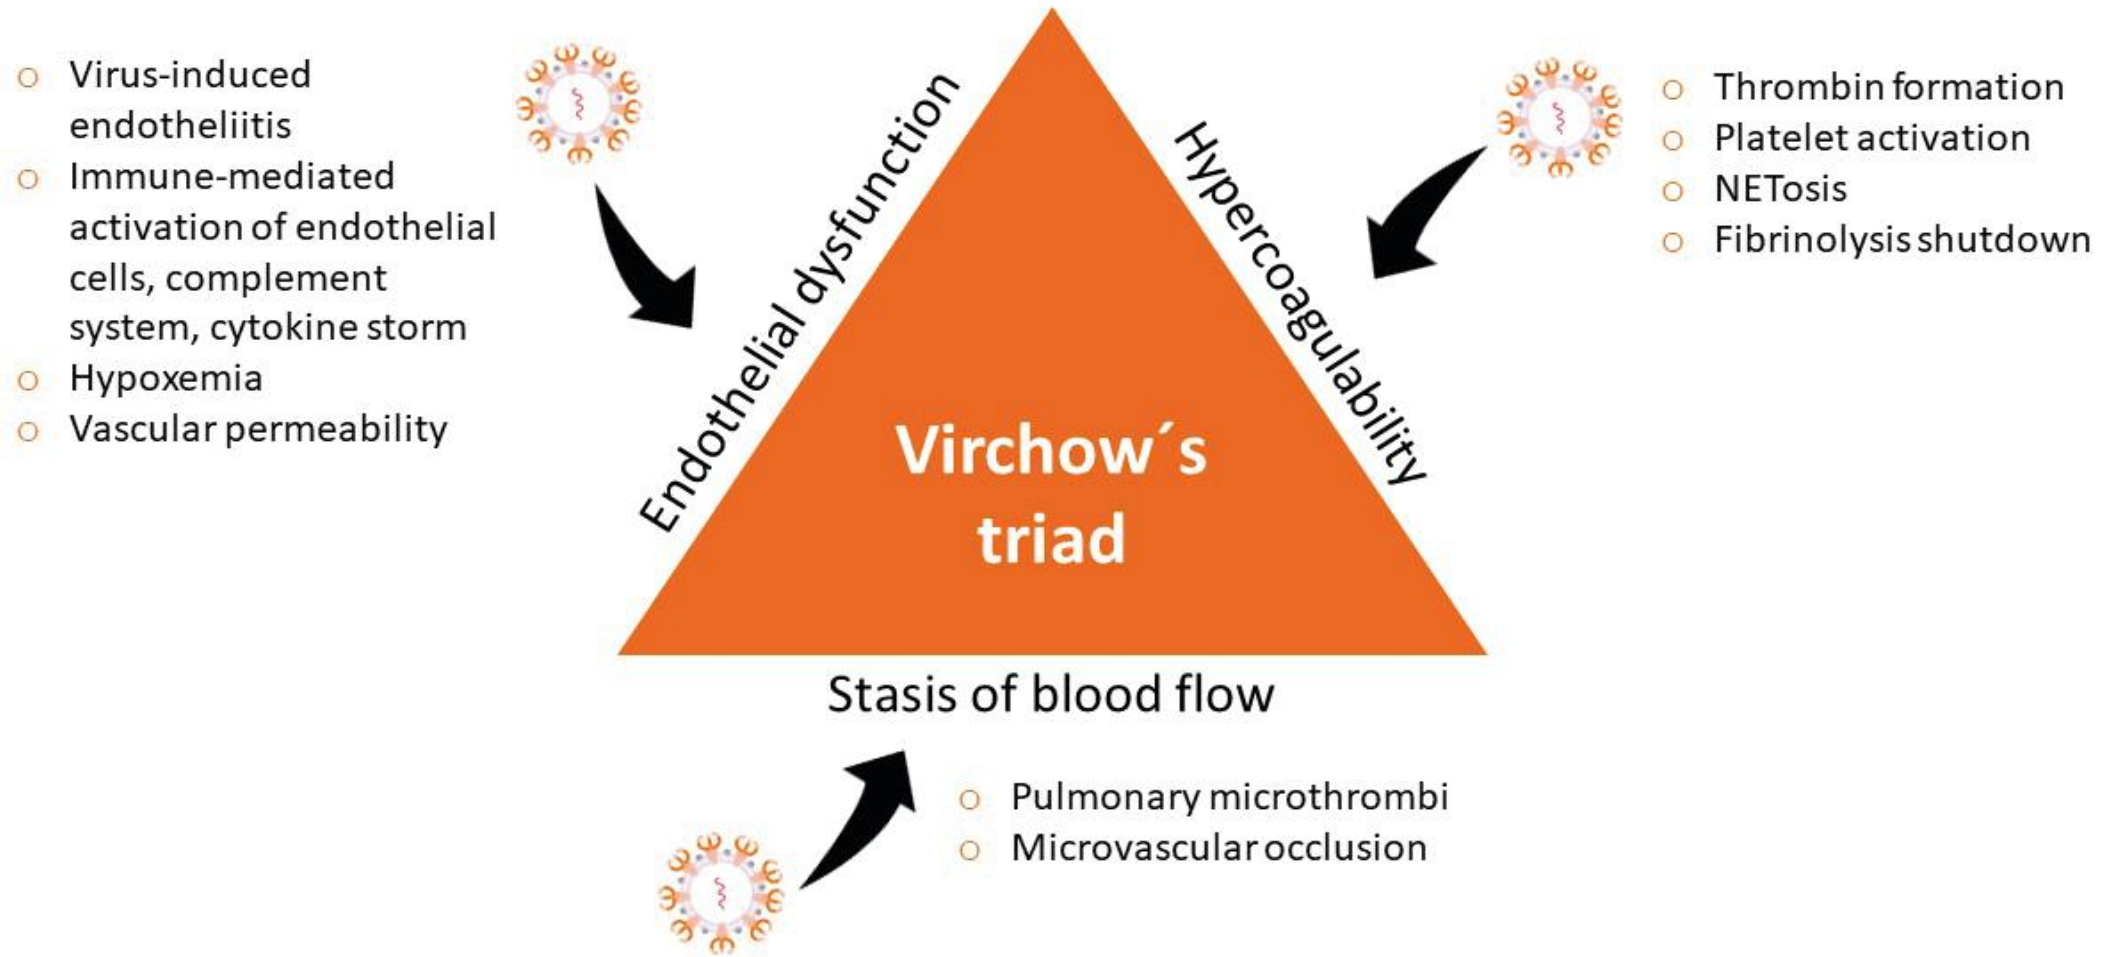 Virus-induced
endotheliitis
Immune-mediated
activation of endothelial
cells, complement
system, cytokine storm
Hypoxemia
Vascular permeability
Endothelial dysfunction
Hypercoagulability
Thrombin formation
Platelet activation
NETosis
Fibrinolysis shutdown
Virchow´s
triad
Stasis of blood flow
Pulmonary microthrombi
Microvascular occlusion